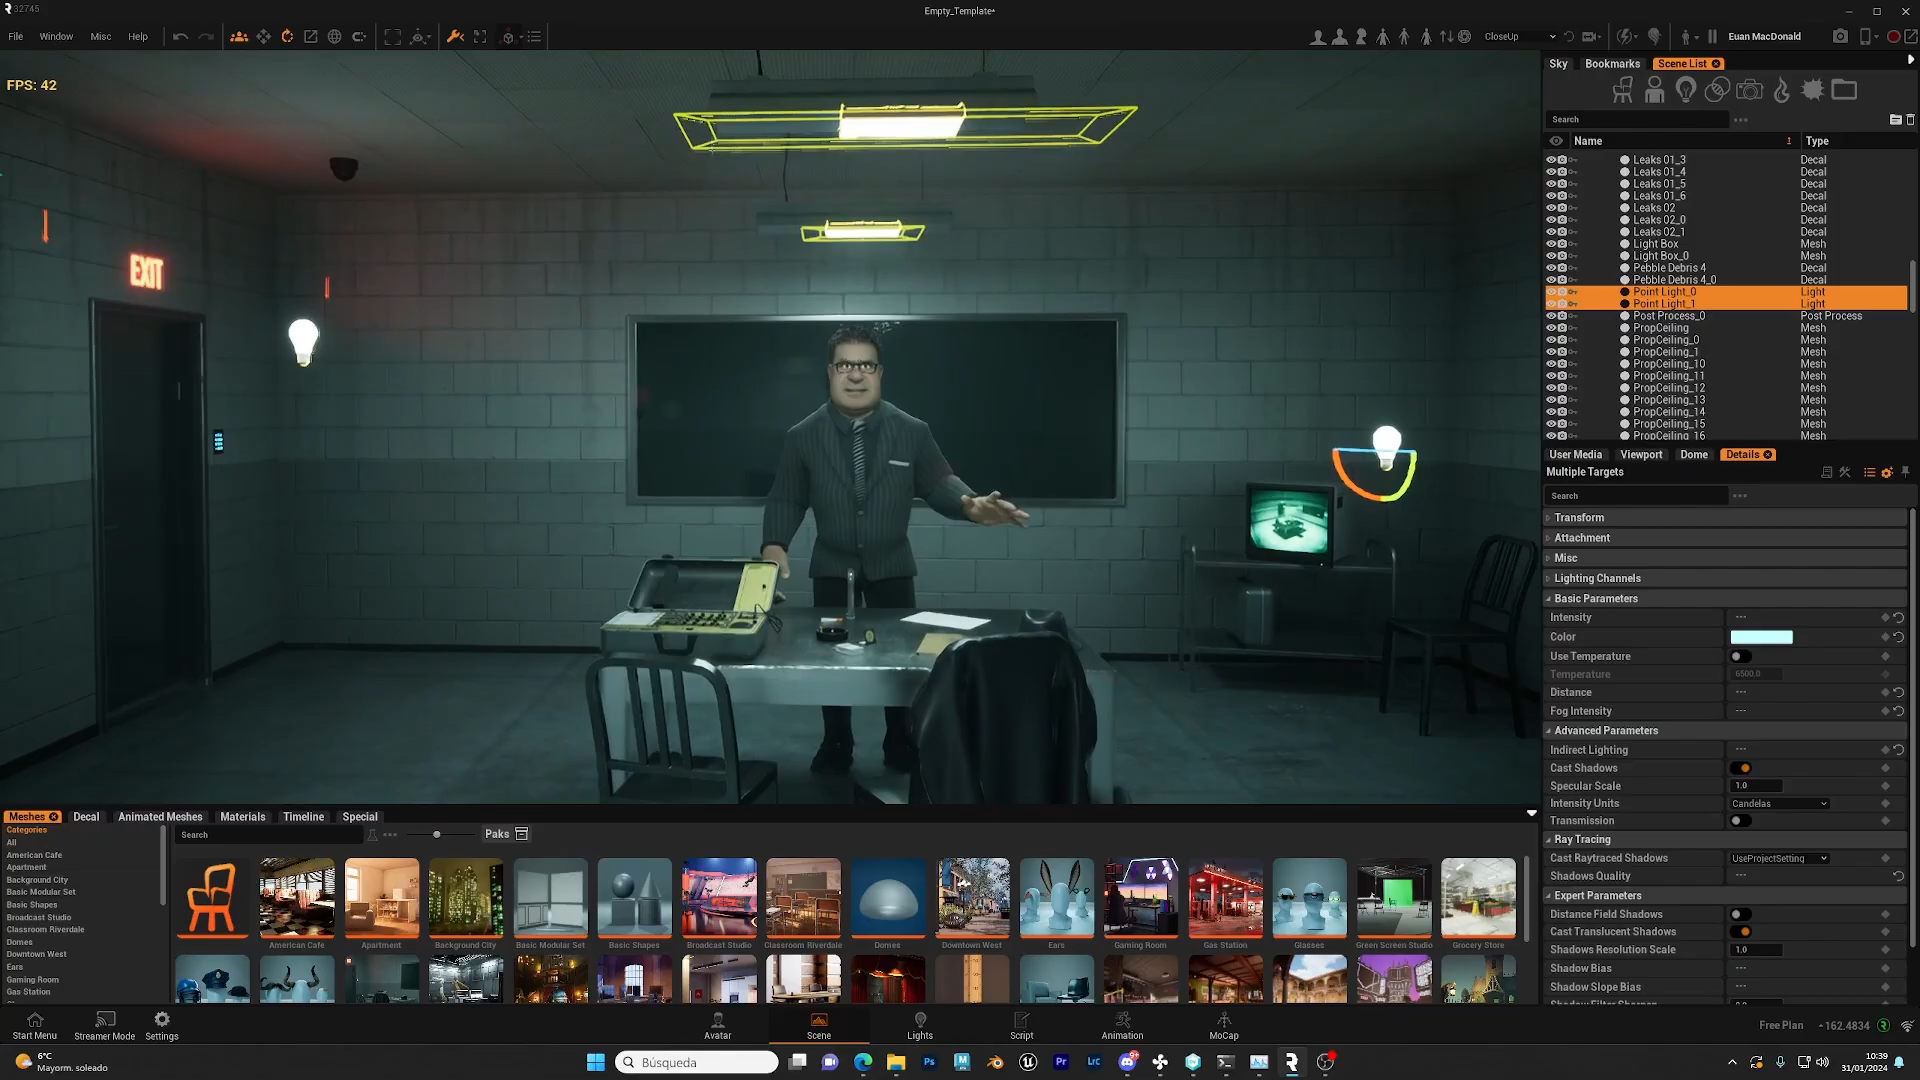 32745
Empty_Template*
File
Window
Misc
Help
CloseUp
Euan MacDonald
FPS: 42
EXIT
Sky
Bookmarks
Scene List
Search
Name
Type
Leaks 01_3
Decal
Leaks 01_4
Decal
Leaks 01_5
Decal
Leaks 01_6
Decal
Leaks 02
Decal
Leaks 02_0
Decal
Leaks 02_1
Decal
Light Box
Mesh
Light Box_0
Mesh
Pebble Debris 4
Decal
Pebble Debris 4_0
Decal
Point Light_0
Light
Point Light_1
Light
Post Process_0
Post Process
PropCeiling
Mesh
PropCeiling_0
Mesh
PropCeiling_1
Mesh
PropCeiling_10
Mesh
PropCeiling_11
Mesh
PropCeiling_12
Mesh
PropCeiling_13
Mesh
PropCeiling_14
Mesh
PropCeiling_15
Mesh
PropCeiling_16
Mesh
User Media
Viewport
Dome
Details
Multiple Targets
Search
Transform
Attachment
Misc
Lighting Channels
Basic Parameters
Intensity
---
Color
Use Temperature
Temperature
6500.0
Distance
---
Fog Intensity
---
Advanced Parameters
Indirect Lighting
---
Cast Shadows
Specular Scale
1.0
Intensity Units
Candelas
Transmission
Ray Tracing
Cast Raytraced Shadows
UseProjectSetting
Shadows Quality
---
Expert Parameters
Distance Field Shadows
Cast Translucent Shadows
Shadows Resolution Scale
1.0
Shadow Bias
---
Shadow Slope Bias
---
Meshes
Decal
Animated Meshes
Materials
Timeline
Special
Search
Paks
Categories
All
American Cafe
Apartment
Background City
Basic Modular Set
Basic Shapes
Broadcast Studio
Classroom Riverdale
Domes
Downtown West
Ears
Gaming Room
Gas Station
American Cafe
Apartment
Background City
Basic Modular Set
Basic Shapes
Broadcast Studio
Classroom Riverdale
Domes
Downtown West
Ears
Gaming Room
Gas Station
Glasses
Green Screen Studio
Grocery Store
Start Menu
Streamer Mode
Settings
Avatar
Scene
Lights
Script
Animation
MoCap
Free Plan
162.4834
6°C
Mayorm. soleado
Búsqueda
Ps
Pr
Lrc
10:39
31/01/2024